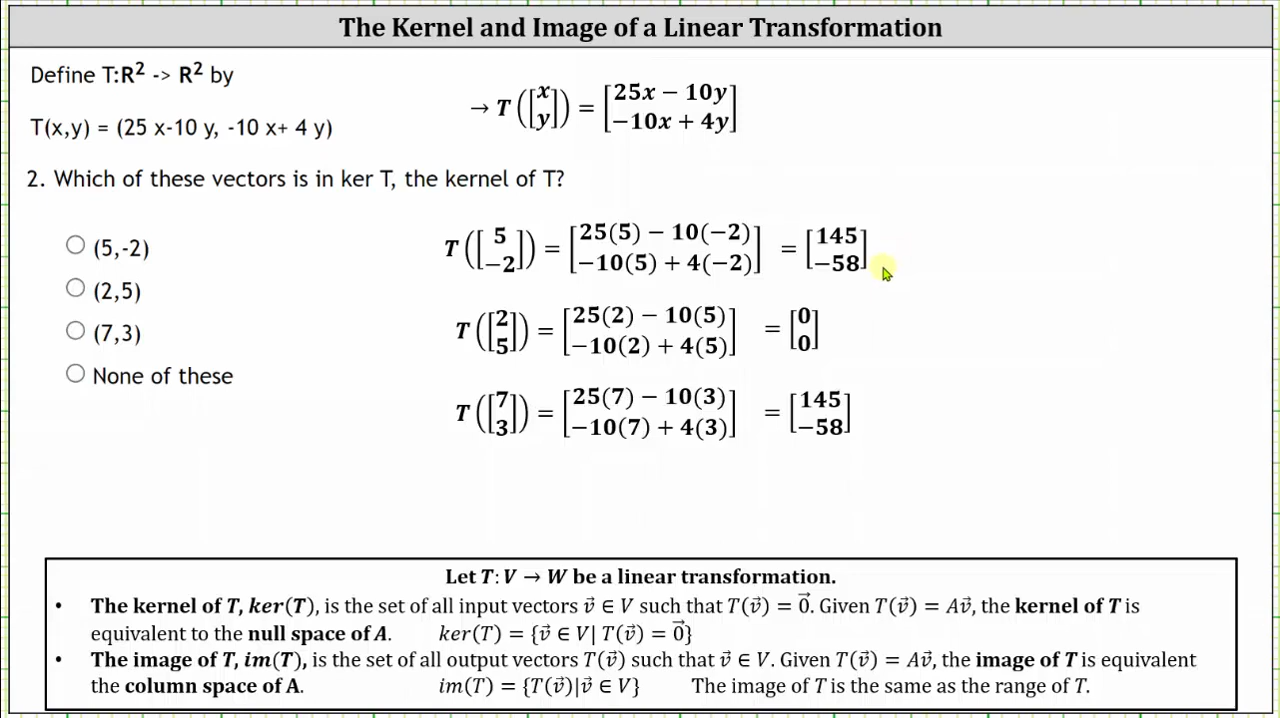 The Kernel and Image of a Linear Transformation
Define T:R² -> R² by
→ T([x y]) = [25x − 10y −10x + 4y]
T(x,y) = (25 x-10 y, -10 x+ 4 y)
2. Which of these vectors is in ker T, the kernel of T?
(5,-2)
(2,5)
(7,3)
None of these
T([5 −2]) = [25(5) − 10(−2) −10(5) + 4(−2)] = [145 −58]
T([2 5]) = [25(2) − 10(5) −10(2) + 4(5)] = [0 0]
T([7 3]) = [25(7) − 10(3) −10(7) + 4(3)] = [145 −58]
Let T: V → W be a linear transformation.
• The kernel of T, ker(T), is the set of all input vectors v⃗ ∈ V such that T(v⃗) = 0⃗. Given T(v⃗) = Av⃗, the kernel of T is
equivalent to the null space of A. ker(T) = {v⃗ ∈ V| T(v⃗) = 0⃗}
• The image of T, im(T), is the set of all output vectors T(v⃗) such that v⃗ ∈ V. Given T(v⃗) = Av⃗, the image of T is equivalent
the column space of A. im(T) = {T(v⃗)|v⃗ ∈ V} The image of T is the same as the range of T.